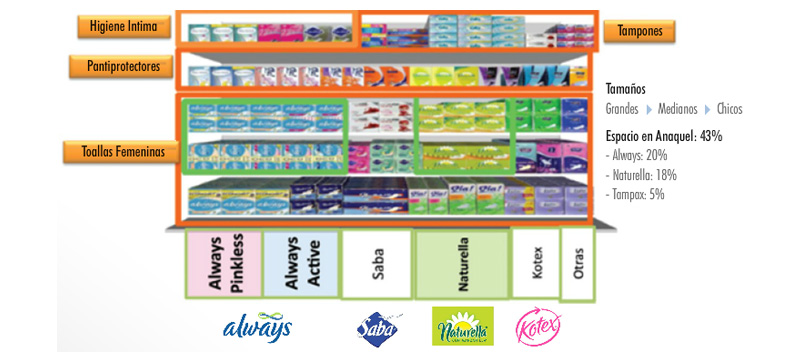 Higiene Intima
Tampones
Pantiprotectores
Toallas Femeninas
Tamaños
Grandes Medianos Chicos
Espacio en Anaquel: 43%
- Always: 20%
- Naturella: 18%
- Tampax: 5%
Always Pinkless
Always Active
Saba
Naturella
Kotex
Otras
always
Saba
Naturella
Kotex